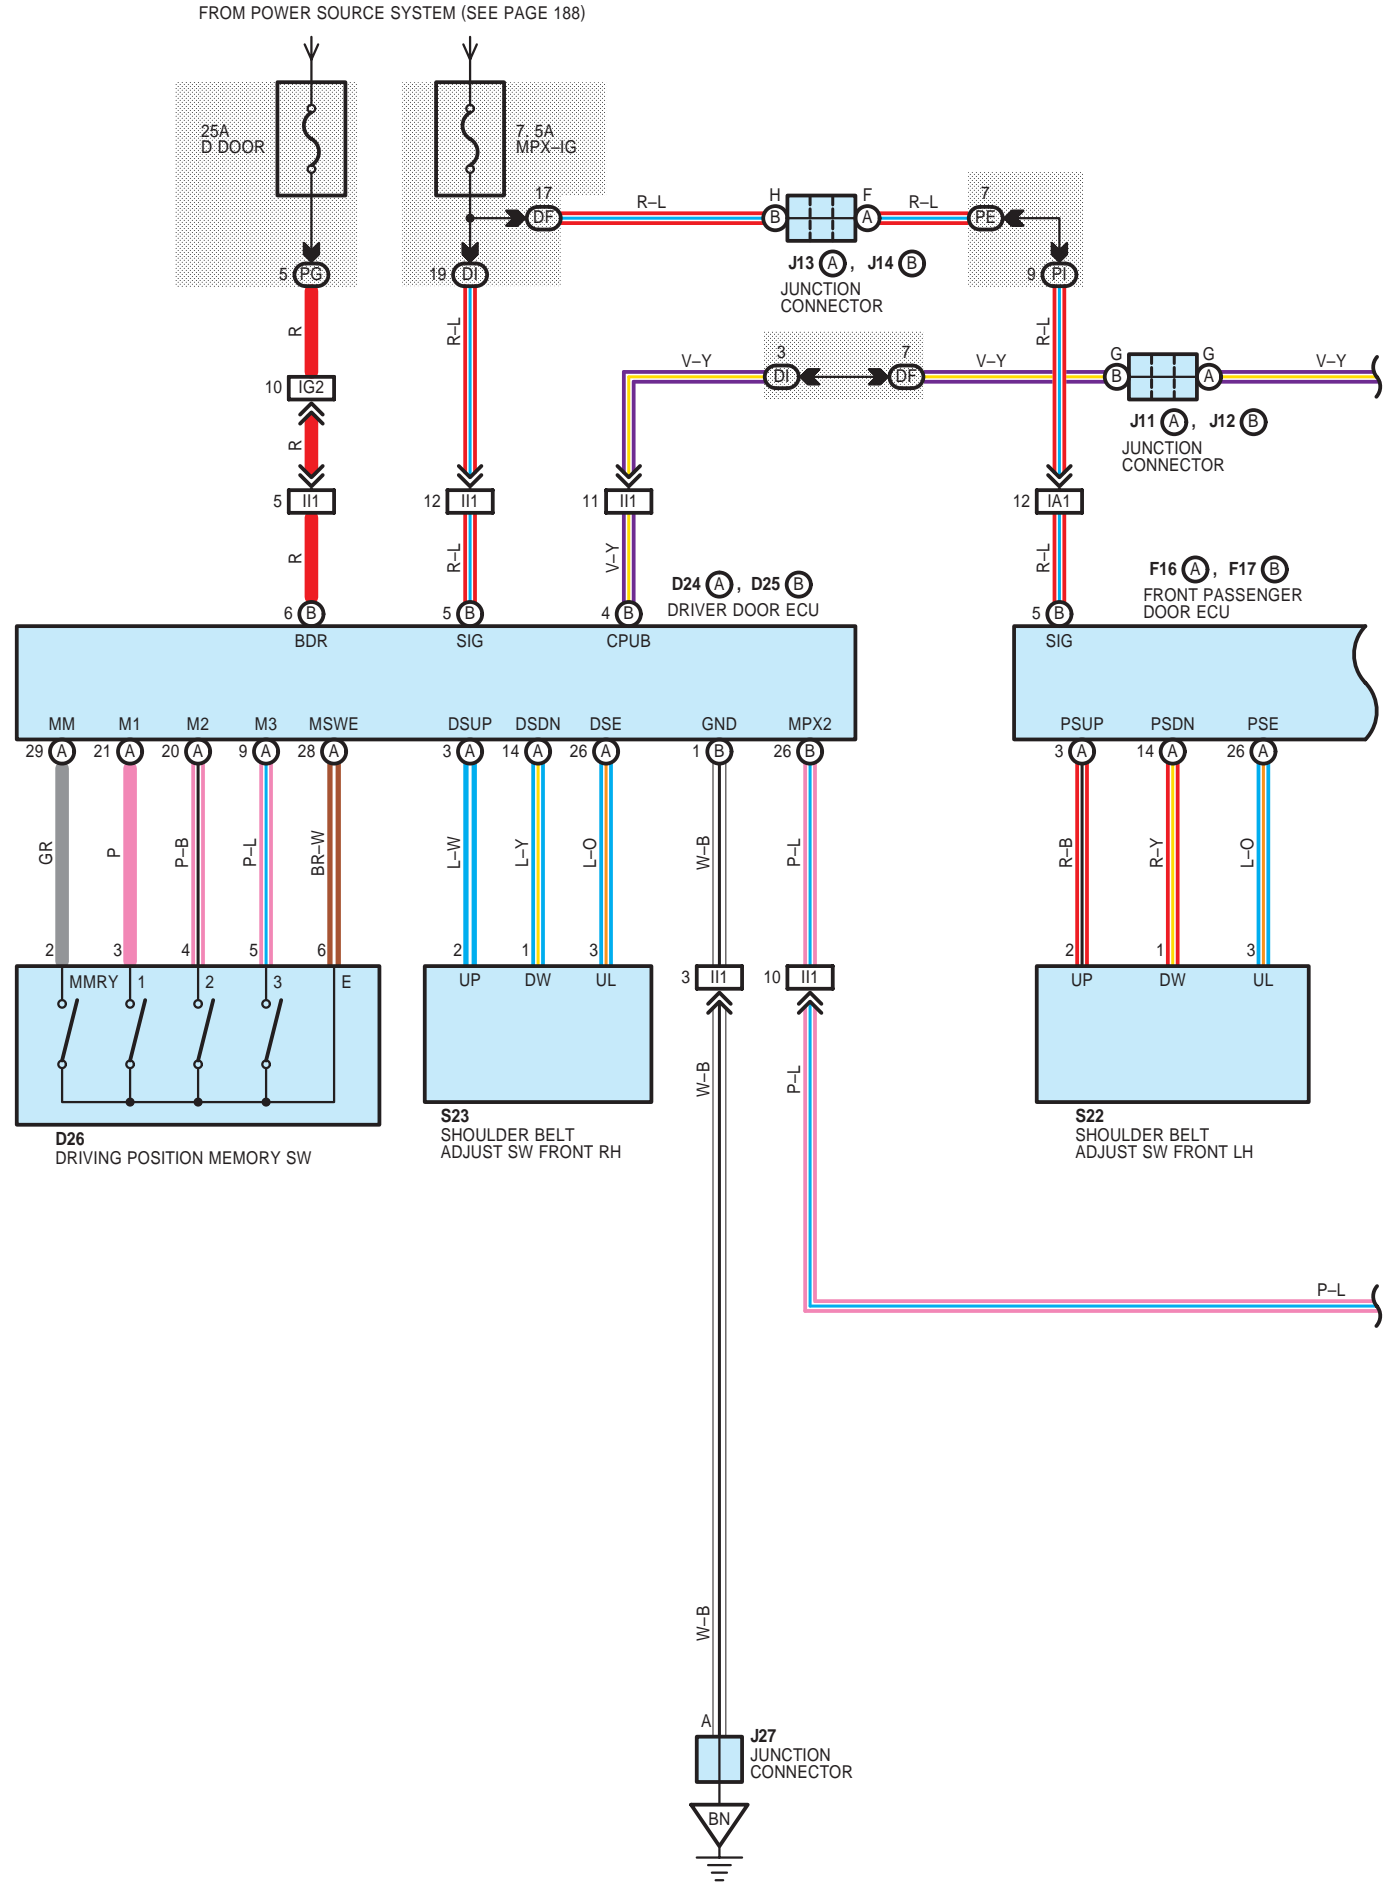 FROM POWER SOURCE SYSTEM (SEE PAGE 188)
25A
D DOOR
7. 5A
MPX–IG
17
DF
R–L
H
B
F
A
R–L
7
PE
5 PG
19 DI
J13 A , J14 B
JUNCTION
CONNECTOR
9 PI
R
R–L
R–L
V–Y
3
DI
7
DF
V–Y
G
B
G
A
V–Y
10 IG2
J11 A , J12 B
JUNCTION
CONNECTOR
R
5 II1
12 II1
11 II1
12 IA1
R
R–L
V–Y
R–L
D24 A , D25 B
DRIVER DOOR ECU
F16 A , F17 B
FRONT PASSENGER
DOOR ECU
6 B
5 B
4 B
5 B
BDR
SIG
CPUB
SIG
MM
M1
M2
M3
MSWE
DSUP
DSDN
DSE
GND
MPX2
PSUP
PSDN
PSE
29 A
21 A
20 A
9 A
28 A
3 A
14 A
26 A
1 B
26 B
3 A
14 A
26 A
GR
P
P–B
P–L
BR–W
L–W
L–Y
L–O
W–B
P–L
R–B
R–Y
L–O
2
3
4
5
6
2
1
3
3 II1
10 II1
2
1
3
MMRY
1
2
3
E
UP
DW
UL
UP
DW
UL
W–B
P–L
D26
DRIVING POSITION MEMORY SW
S23
SHOULDER BELT
ADJUST SW FRONT RH
S22
SHOULDER BELT
ADJUST SW FRONT LH
P–L
W–B
A
J27
JUNCTION
CONNECTOR
BN